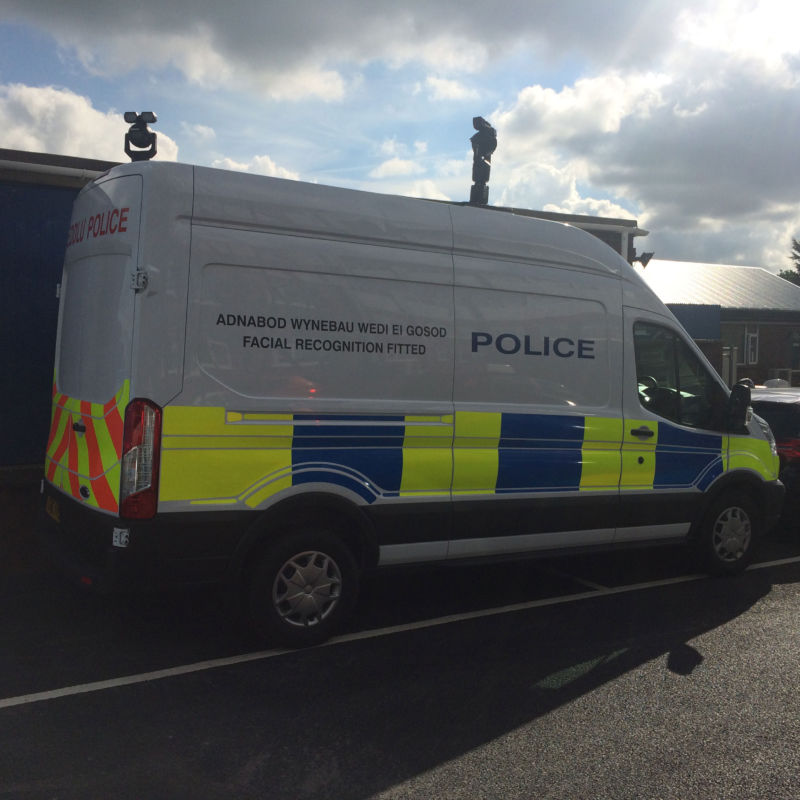 POLICE
ADNABOD WYNEBAU WEDI EI GOSOD
FACIAL RECOGNITION FITTED
POLICE